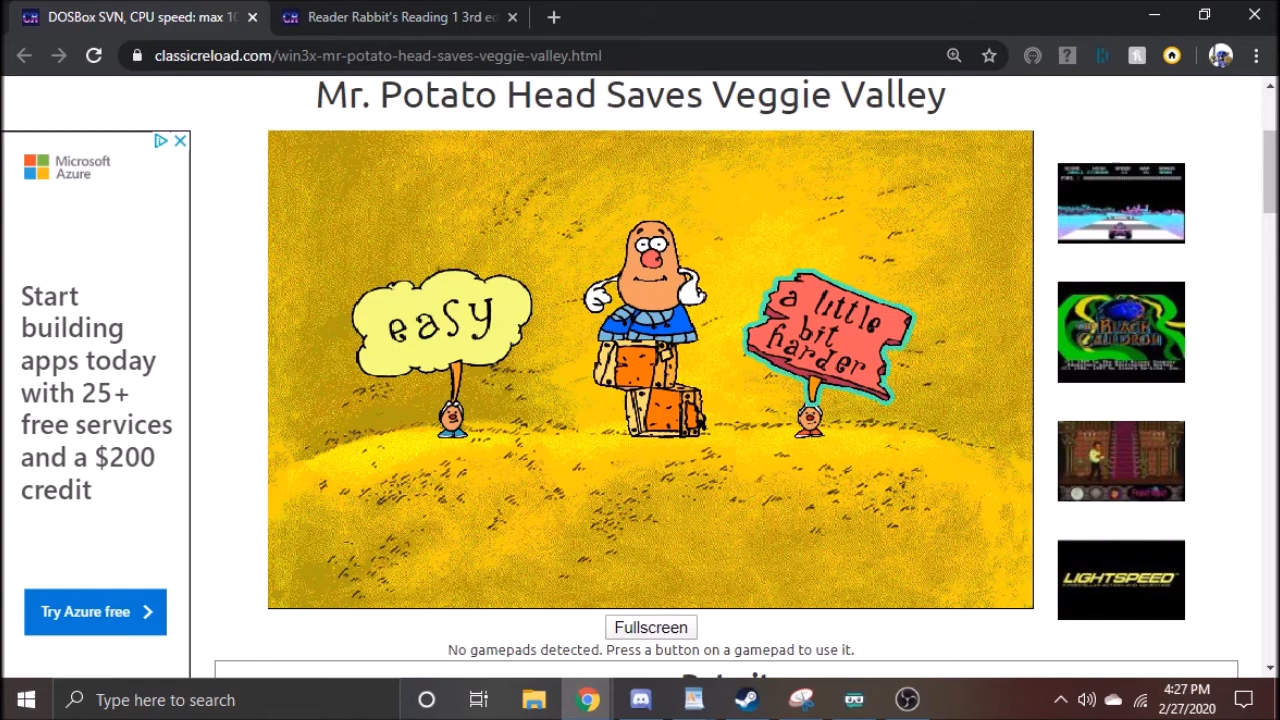 DOSBox SVN, CPU speed: max 10
Reader Rabbit's Reading 1 3rd ed
classicreload.com/win3x-mr-potato-head-saves-veggie-valley.html
Mr. Potato Head Saves Veggie Valley
Microsoft
Azure
Start
building
apps today
with 25+
free services
and a $200
credit
Try Azure free
easy
a little
bit
harder
BLACK
CAULDRON
LIGHTSPEED
Fullscreen
No gamepads detected. Press a button on a gamepad to use it.
Type here to search
4:27 PM
2/27/2020